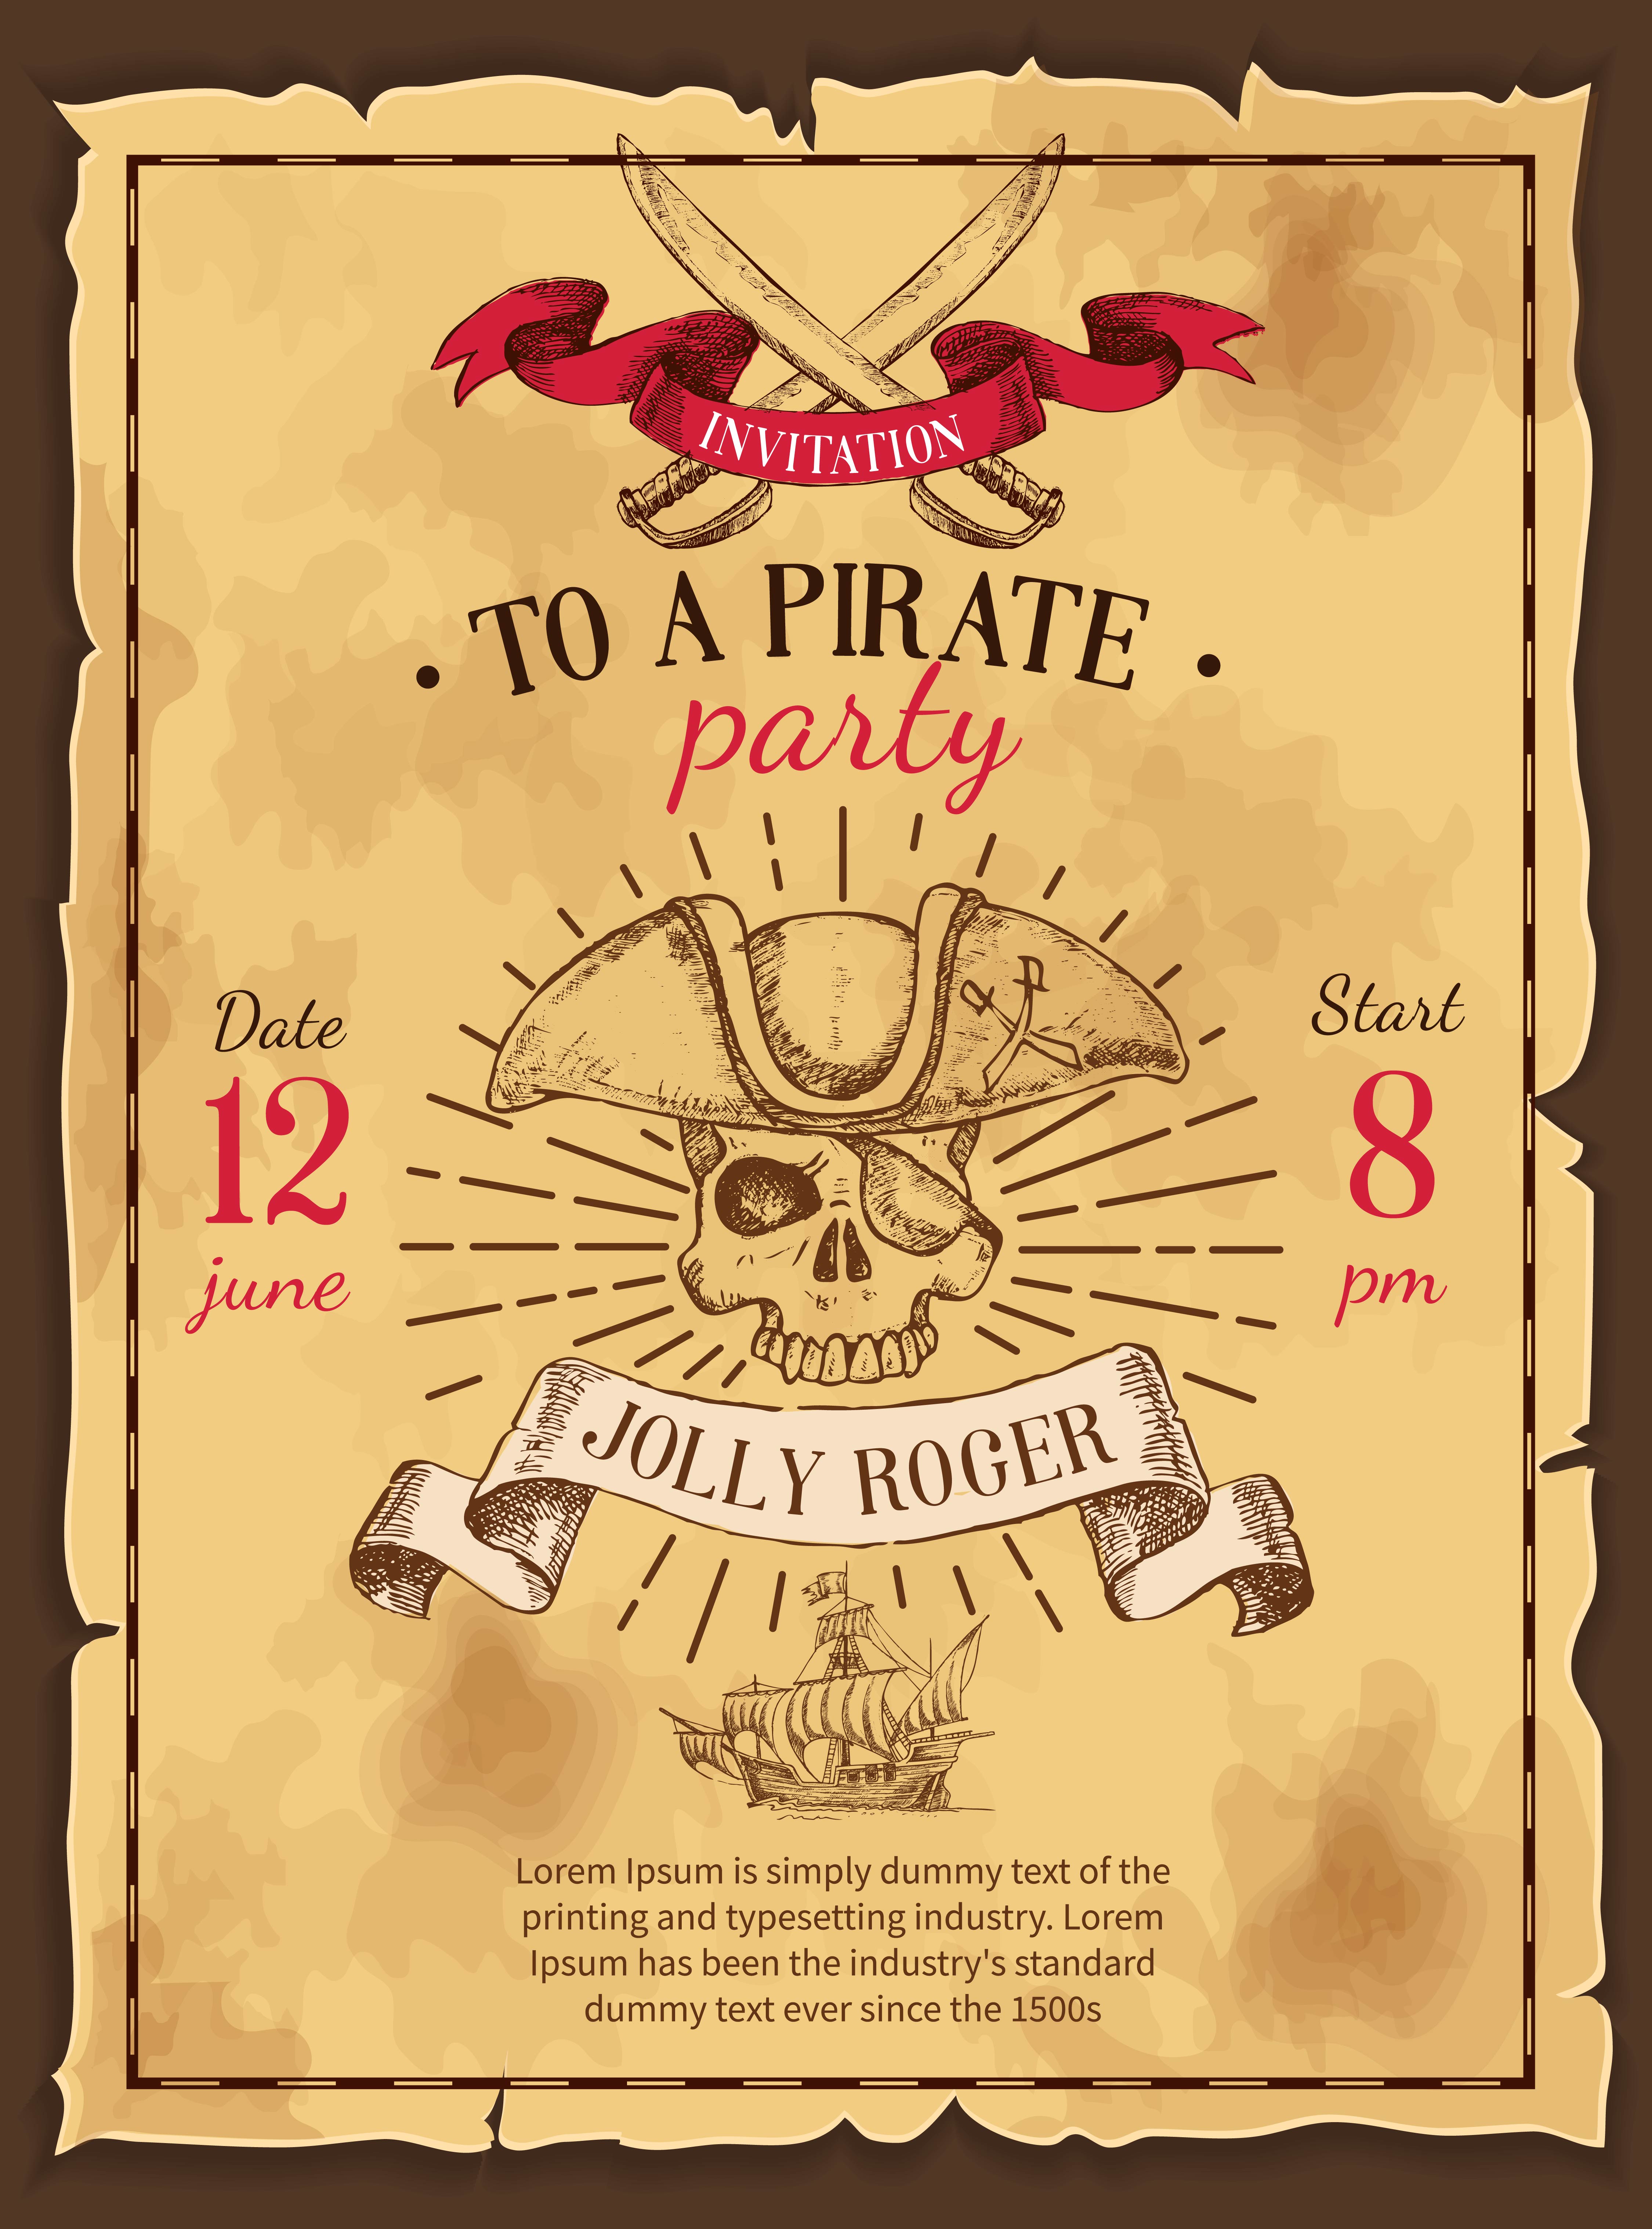 INVITATION
TO A PIRATE
party
Date
12
june
Start
8
pm
JOLLY ROGER
Lorem Ipsum is simply dummy text of the
printing and typesetting industry. Lorem
Ipsum has been the industry's standard
dummy text ever since the 1500s